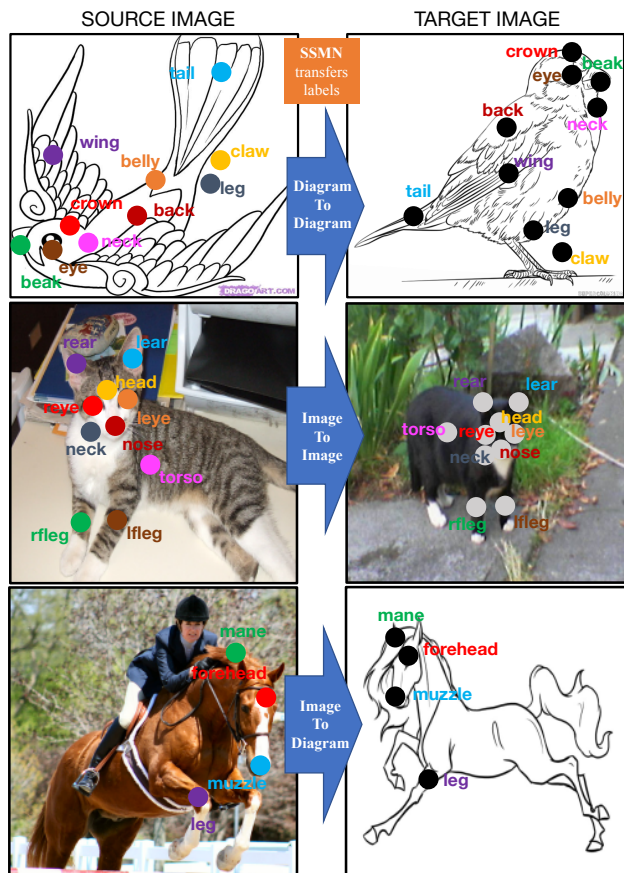 SOURCE IMAGE
TARGET IMAGE
SSMN
transfers
labels
tail
wing
belly
claw
leg
crown
back
neck
eye
beak
DRAGOART.COM
Diagram
To
Diagram
crown
beak
eye
neck
back
wing
tail
belly
leg
claw
rear
lear
head
reye
leye
neck
nose
torso
rfleg
lfleg
Image
To
Image
rear
lear
head
torso
reye
leye
neck
nose
rfleg
lfleg
mane
forehead
muzzle
leg
Image
To
Diagram
mane
forehead
muzzle
leg